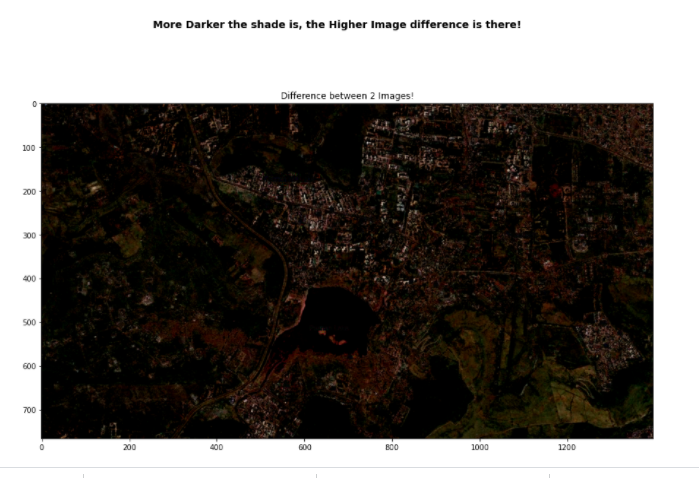 More Darker the shade is, the Higher Image difference is there!
Difference between 2 Images!
0
100
200
300
400
500
600
700
0 200 400 600 800 1000 1200